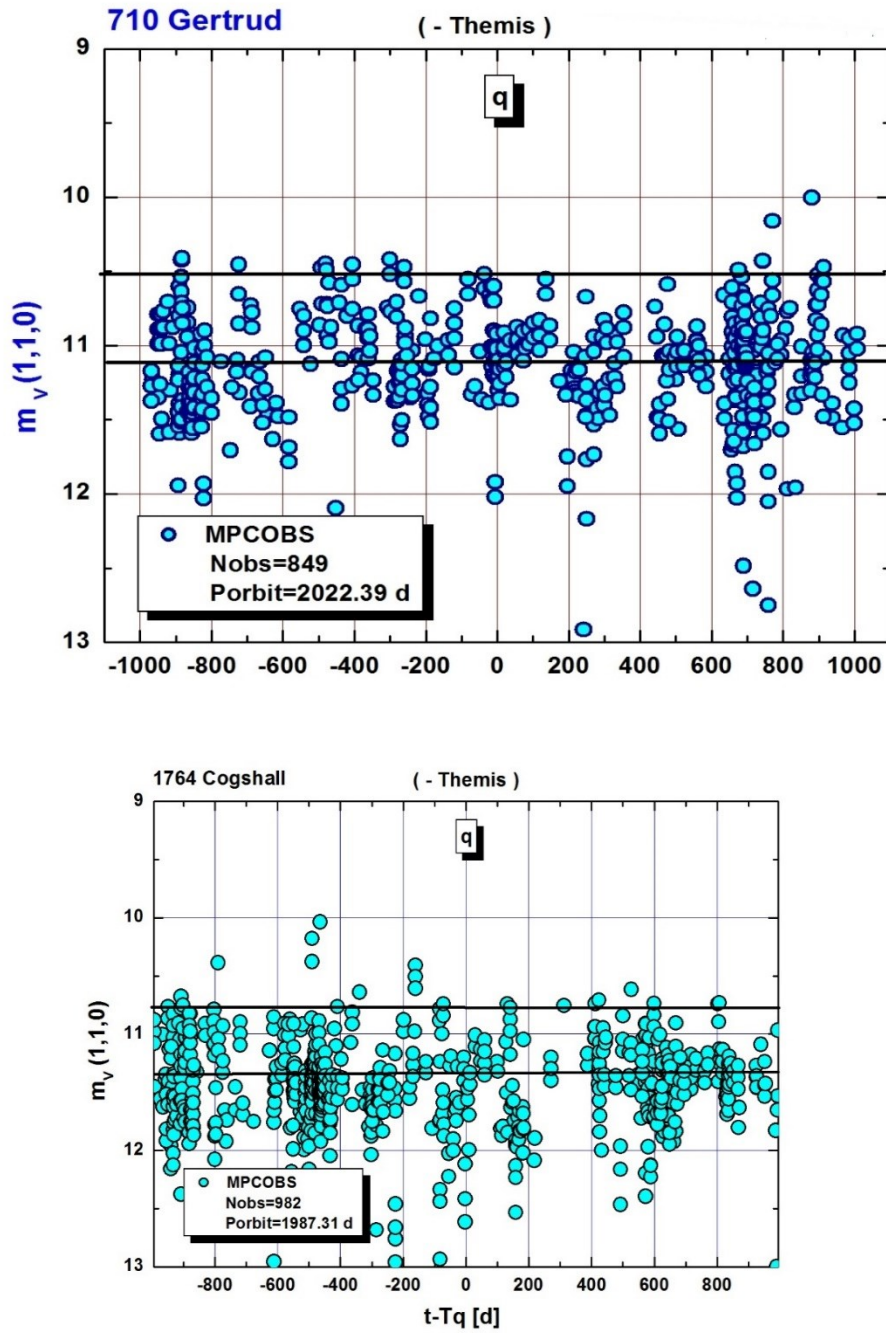 710 Gertrud
( - Themis )
9
q
10
11
12
13
m V (1,1,0)
MPCOBS
Nobs=849
Porbit=2022.39 d
-1000 -800 -600 -400 -200 0 200 400 600 800 1000
1764 Cogshall
( - Themis )
9
q
10
11
12
13
m V (1,1,0)
MPCOBS
Nobs=982
Porbit=1987.31 d
-800 -600 -400 -200 0 200 400 600 800
t-Tq [d]